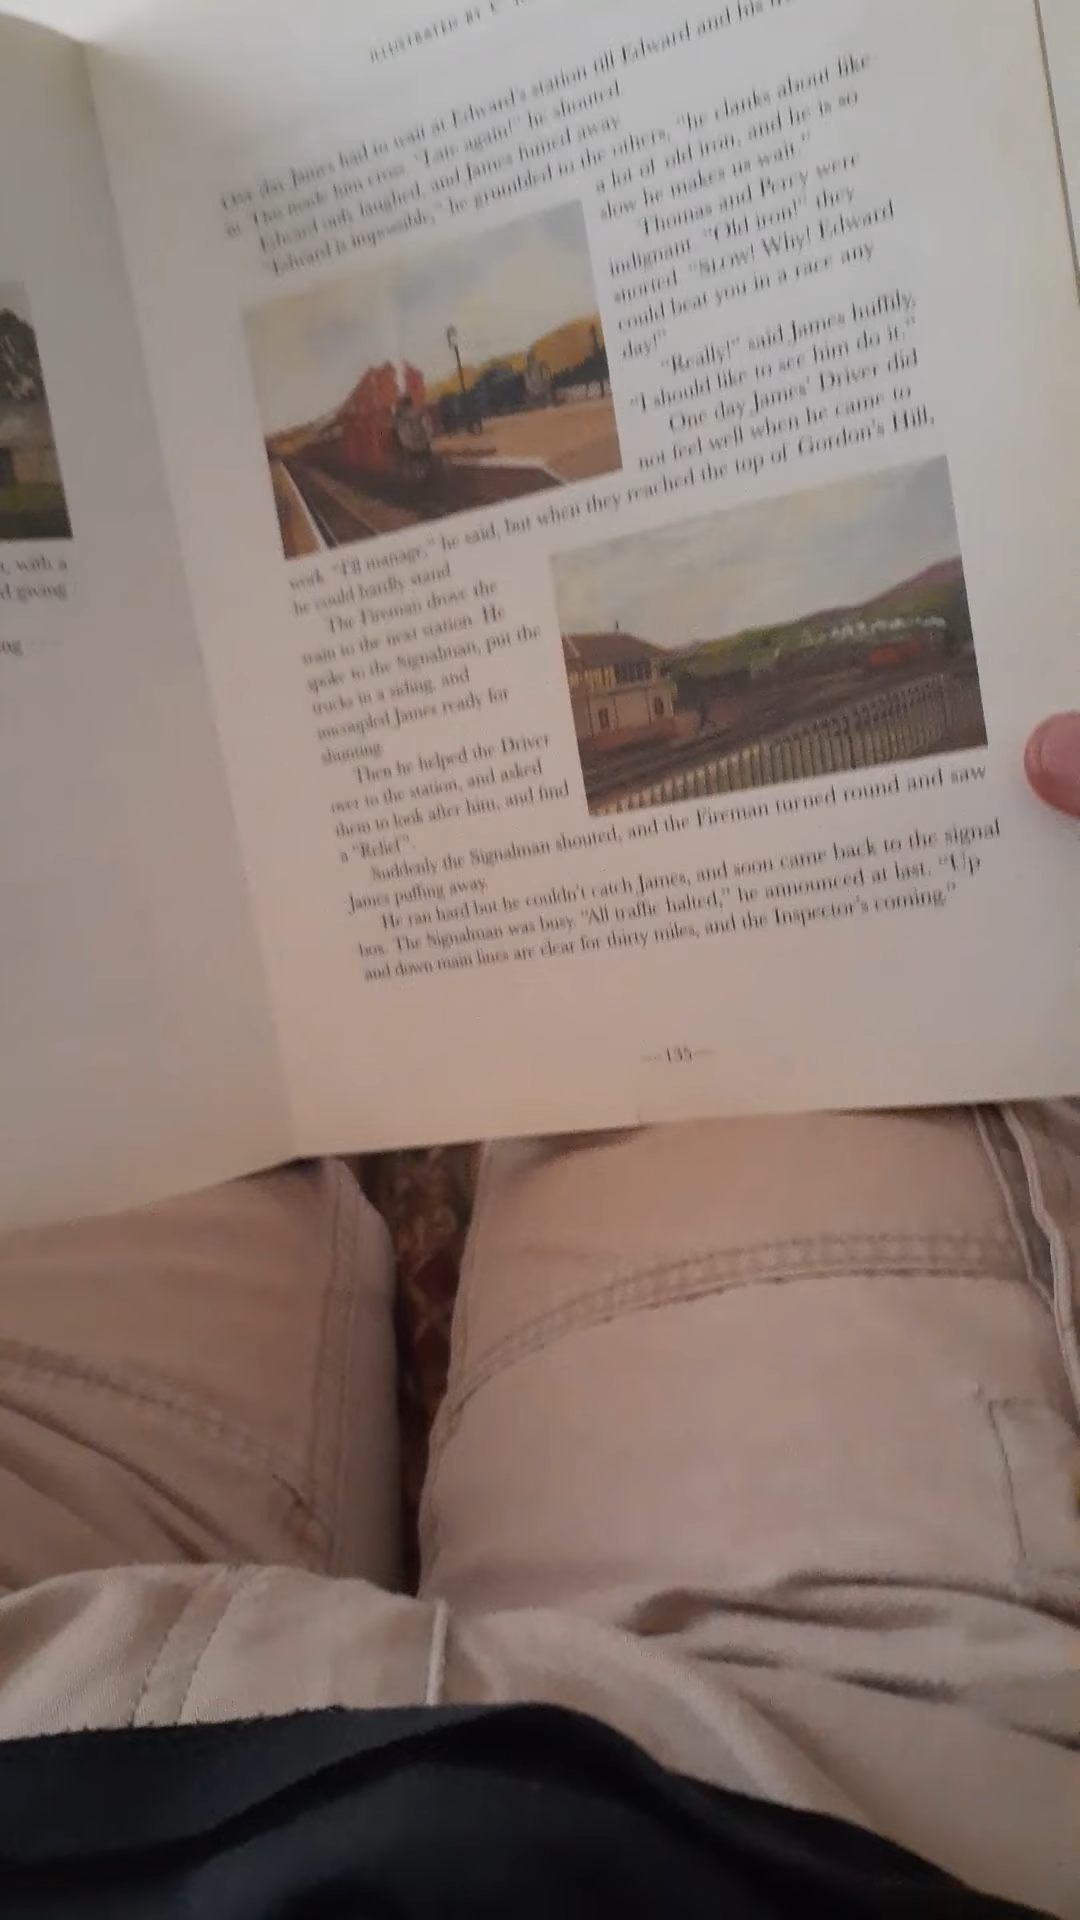 ILLUSTRATED BY
One day James had to wait at Edward's station till Edward and his
in. This made him cross. "Late again!" he shouted.
Edward only laughed, and James fumed away.
"Edward is impossible," he grumbled to the others, "he clanks about like
a lot of old iron, and he is so
slow he makes us wait."
Thomas and Percy were
indignant. "Old iron!" they
snorted. "SLOW! Why! Edward
could beat you in a race any
day!"
"Really!" said James huffily,
"I should like to see him do it."
One day James' Driver did
not feel well when he came to
work. "I'll manage," he said, but when they reached the top of Gordon's Hill,
he could hardly stand.
The Fireman drove the
train to the next station. He
spoke to the Signalman, put the
trucks in a siding, and
uncoupled James ready for
shunting.
Then he helped the Driver
over to the station, and asked
them to look after him, and find
a "Relief".
Suddenly the Signalman shouted, and the Fireman turned round and saw
James puffing away.
He ran hard but he couldn't catch James, and soon came back to the signal
box. The Signalman was busy. "All traffic halted," he announced at last. "Up
and down main lines are clear for thirty miles, and the Inspector's coming."
—135—
with a
giving